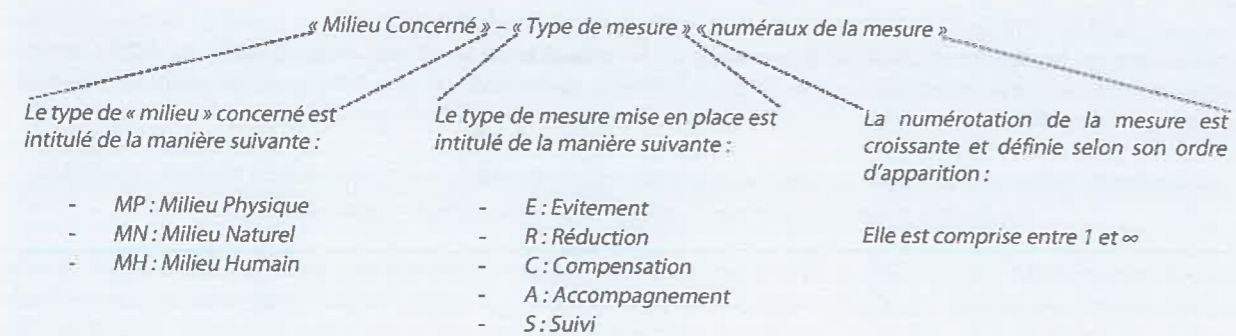 « Milieu Concerné » – « Type de mesure » « numéraux de la mesure »
Le type de « milieu » concerné est
intitulé de la manière suivante :
- MP : Milieu Physique
- MN : Milieu Naturel
- MH : Milieu Humain
Le type de mesure mise en place est
intitulé de la manière suivante :
- E : Evitement
- R : Réduction
- C : Compensation
- A : Accompagnement
- S : Suivi
La numérotation de la mesure est
croissante et définie selon son ordre
d'apparition :
Elle est comprise entre 1 et ∞